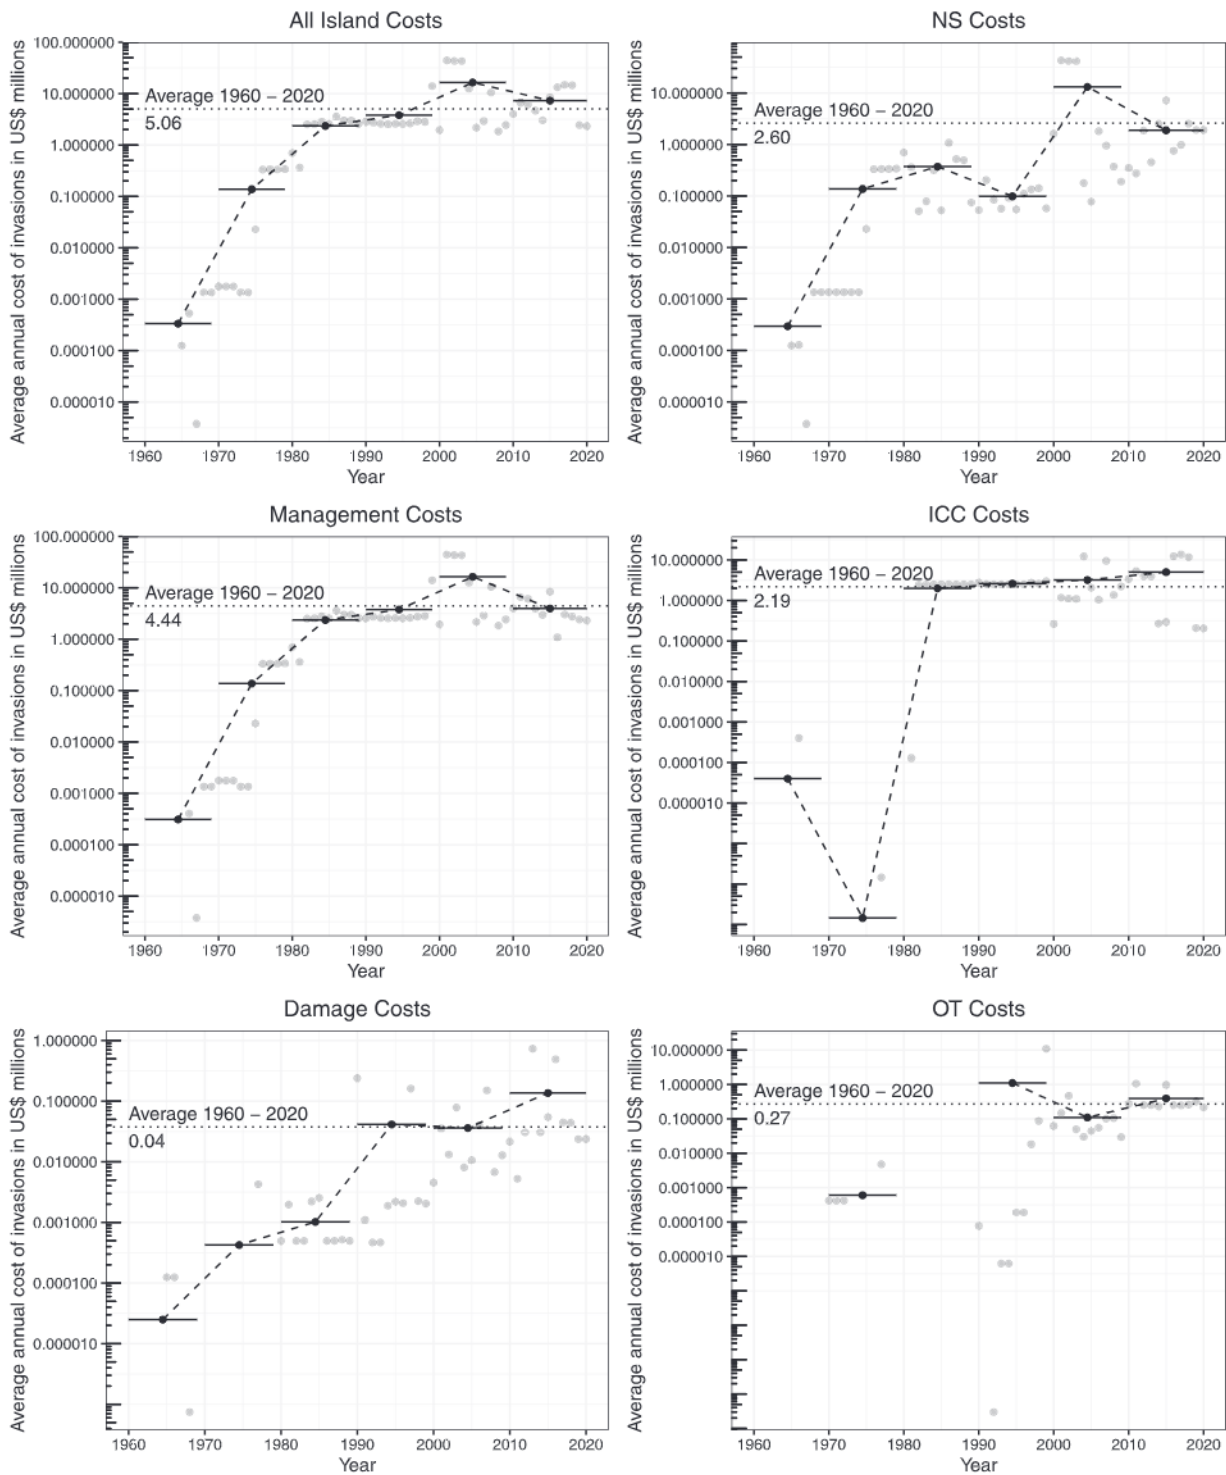 All Island Costs
Average annual cost of invasions in US$ millions
100.000000
10.000000
1.000000
0.100000
0.010000
0.001000
0.000100
0.000010
Average 1960 – 2020
5.06
1960 1970 1980 1990 2000 2010 2020
Year
NS Costs
Average annual cost of invasions in US$ millions
10.000000
1.000000
0.100000
0.010000
0.001000
0.000100
0.000010
Average 1960 – 2020
2.60
1960 1970 1980 1990 2000 2010 2020
Year
Management Costs
Average annual cost of invasions in US$ millions
100.000000
10.000000
1.000000
0.100000
0.010000
0.001000
0.000100
0.000010
Average 1960 – 2020
4.44
1960 1970 1980 1990 2000 2010 2020
Year
ICC Costs
Average annual cost of invasions in US$ millions
10.000000
1.000000
0.100000
0.010000
0.001000
0.000100
0.000010
Average 1960 – 2020
2.19
1960 1970 1980 1990 2000 2010 2020
Year
Damage Costs
Average annual cost of invasions in US$ millions
1.000000
0.100000
0.010000
0.001000
0.000100
0.000010
Average 1960 – 2020
0.04
1960 1970 1980 1990 2000 2010 2020
Year
OT Costs
Average annual cost of invasions in US$ millions
10.000000
1.000000
0.100000
0.010000
0.001000
0.000100
0.000010
Average 1960 – 2020
0.27
1960 1970 1980 1990 2000 2010 2020
Year